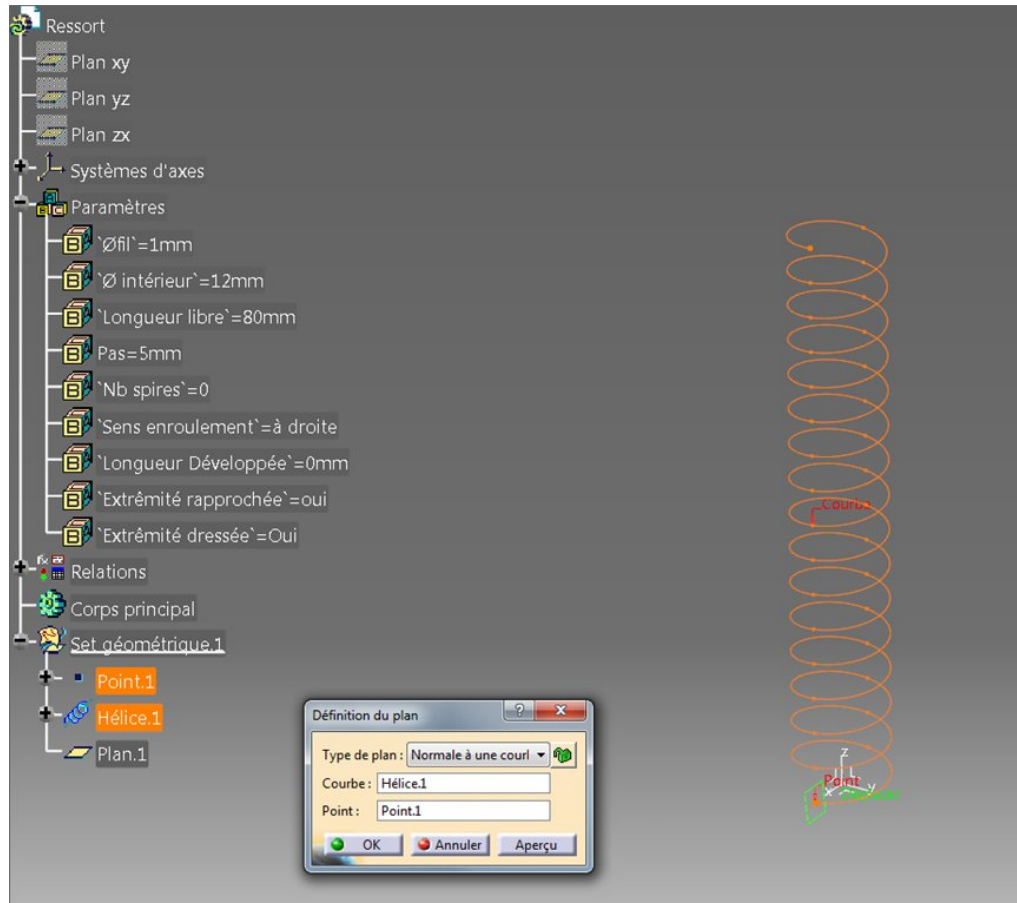 Ressort
Plan xy
Plan yz
Plan zx
Systèmes d'axes
Paramètres
`Øfil`=1mm
`Ø intérieur`=12mm
`Longueur libre`=80mm
Pas=5mm
`Nb spires`=0
`Sens enroulement`=à droite
`Longueur Développée`=0mm
`Extrêmité rapprochée`=oui
`Extrêmité dressée`=Oui
Relations
Corps principal
Set géométrique.1
Point.1
Hélice.1
Plan.1
Définition du plan
Type de plan : Normale à une courl
Courbe : Hélice.1
Point : Point.1
OK Annuler Aperçu
Courbe
z
Point
x y